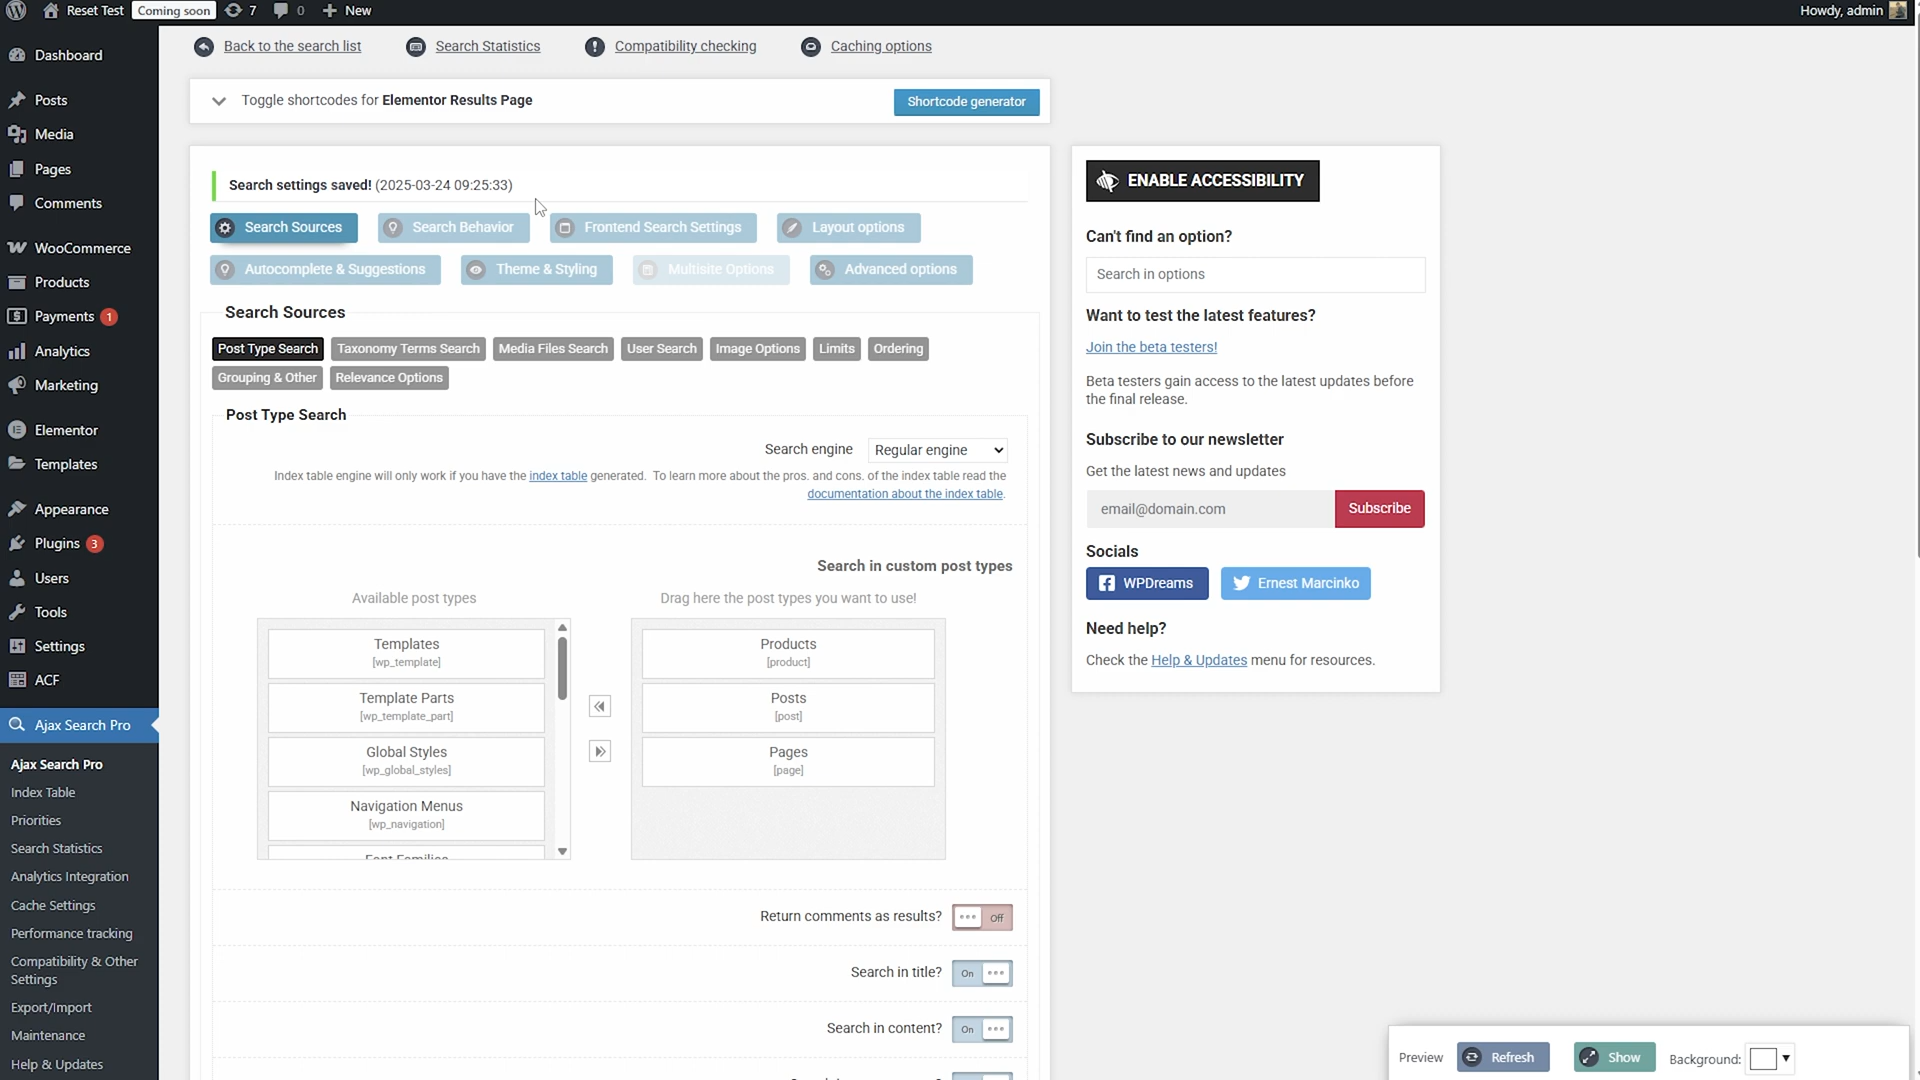 Reset Test
Coming soon
7
0
New
Howdy, admin
Dashboard
Posts
Media
Pages
Comments
WooCommerce
Products
Payments 1
Analytics
Marketing
Elementor
Templates
Appearance
Plugins 3
Users
Tools
Settings
ACF
Ajax Search Pro
Ajax Search Pro
Index Table
Priorities
Search Statistics
Analytics Integration
Cache Settings
Performance tracking
Compatibility & Other
Settings
Export/Import
Maintenance
Help & Updates
Back to the search list
Search Statistics
Compatibility checking
Caching options
Toggle shortcodes for Elementor Results Page
Shortcode generator
Search settings saved! (2025-03-24 09:25:33)
Search Sources
Search Behavior
Frontend Search Settings
Layout options
Autocomplete & Suggestions
Theme & Styling
Multisite Options
Advanced options
Search Sources
Post Type Search
Taxonomy Terms Search
Media Files Search
User Search
Image Options
Limits
Ordering
Grouping & Other
Relevance Options
Post Type Search
Search engine
Regular engine
Index table engine will only work if you have the index table generated. To learn more about the pros. and cons. of the index table read the
documentation about the index table.
Search in custom post types
Available post types
Drag here the post types you want to use!
Templates
[wp_template]
Template Parts
[wp_template_part]
Global Styles
[wp_global_styles]
Navigation Menus
[wp_navigation]
Font Families
Products
[product]
Posts
[post]
Pages
[page]
Return comments as results?
Off
Search in title?
On
Search in content?
On
ENABLE ACCESSIBILITY
Can't find an option?
Search in options
Want to test the latest features?
Join the beta testers!
Beta testers gain access to the latest updates before
the final release.
Subscribe to our newsletter
Get the latest news and updates
email@domain.com
Subscribe
Socials
WPDreams
Ernest Marcinko
Need help?
Check the Help & Updates menu for resources.
Preview
Refresh
Show
Background: